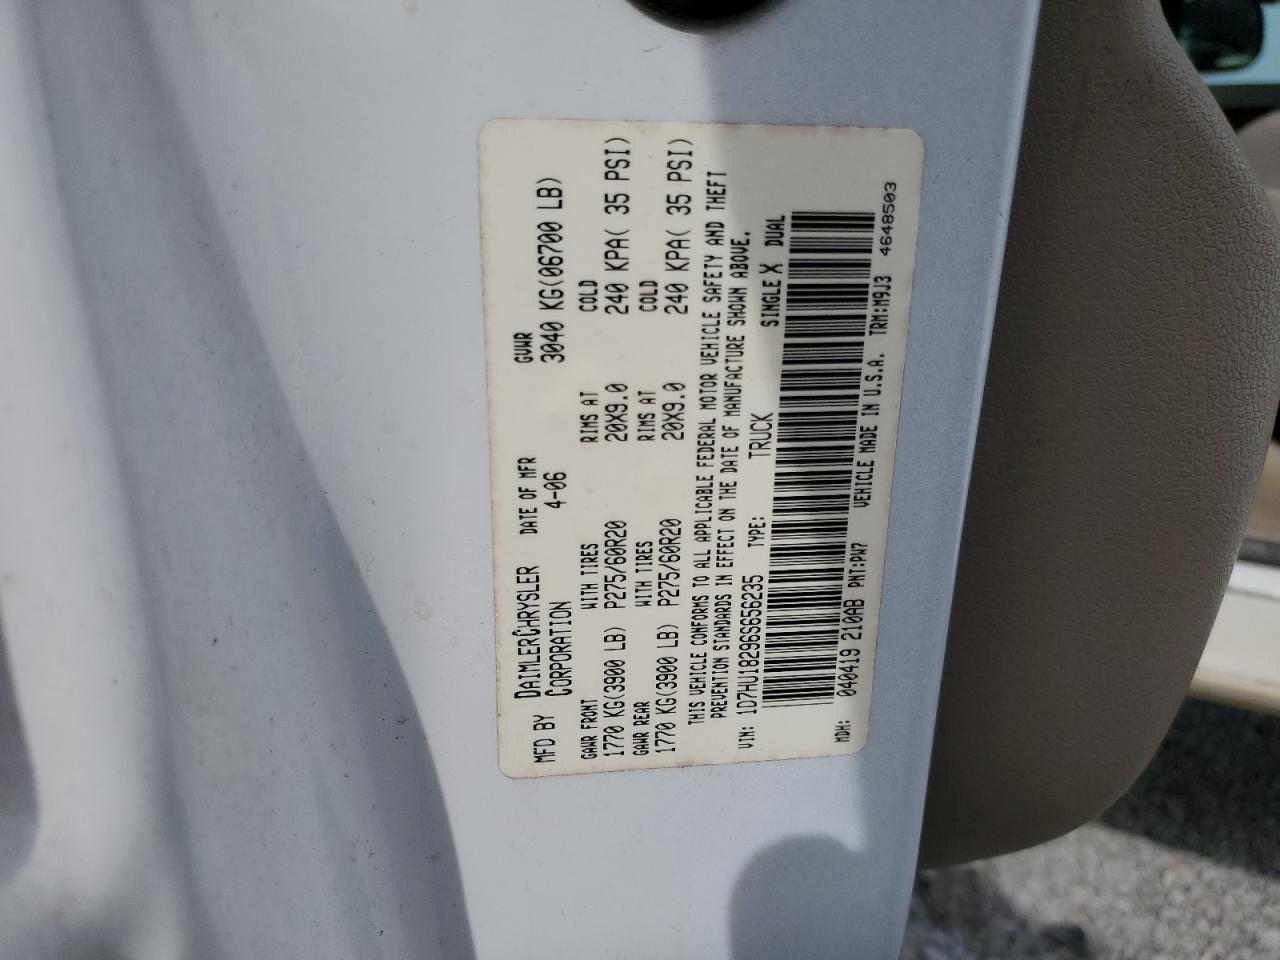 MFD BY DAIMLERCHRYSLER CORPORATION DATE OF MFR 4-06 GVWR 3040 KG(06700 LB)
GAWR FRONT WITH TIRES RIMS AT COLD
1770 KG(3900 LB) P275/60R20 20X9.0 240 KPA( 35 PSI)
GAWR REAR WITH TIRES RIMS AT COLD
1770 KG(3900 LB) P275/60R20 20X9.0 240 KPA( 35 PSI)
THIS VEHICLE CONFORMS TO ALL APPLICABLE FEDERAL MOTOR VEHICLE SAFETY AND THEFT
PREVENTION STANDARDS IN EFFECT ON THE DATE OF MANUFACTURE SHOWN ABOVE.
VIN: 1D7HU18296S656235 TYPE: TRUCK SINGLE X DUAL
MDH: 040419 210AB PNT:PW7 VEHICLE MADE IN U.S.A. TRM:M9J3 4648503